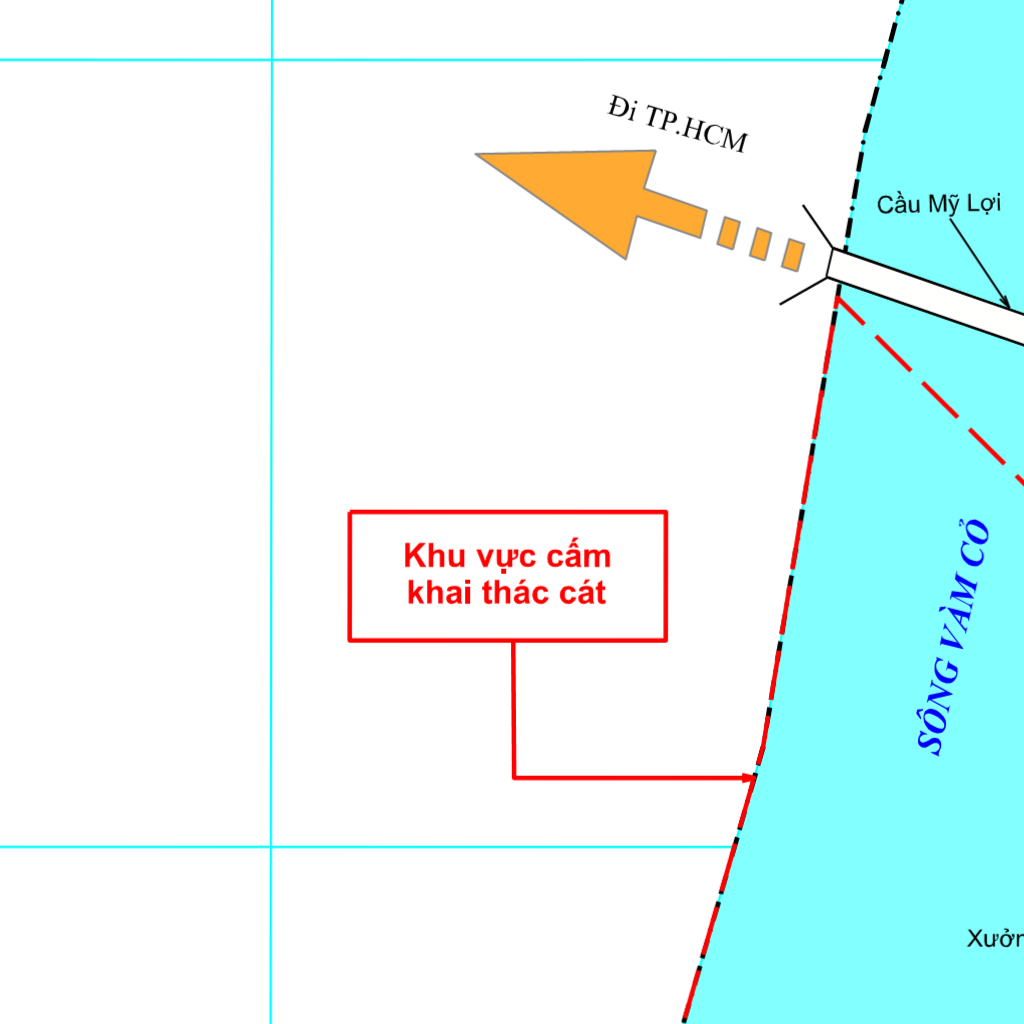 Đi TP.HCM
Cầu Mỹ Lợi
Khu vực cấm
khai thác cát
SÔNG VÀM CỎ